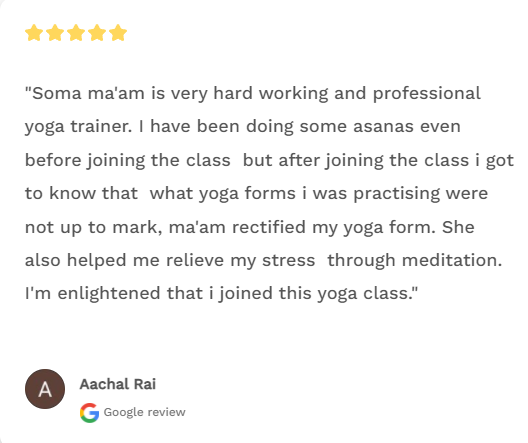 "Soma ma'am is very hard working and professional
yoga trainer. I have been doing some asanas even
before joining the class  but after joining the class i got
to know that  what yoga forms i was practising were
not up to mark, ma'am rectified my yoga form. She
also helped me relieve my stress  through meditation.
I'm enlightened that i joined this yoga class."
A
Aachal Rai
Google review